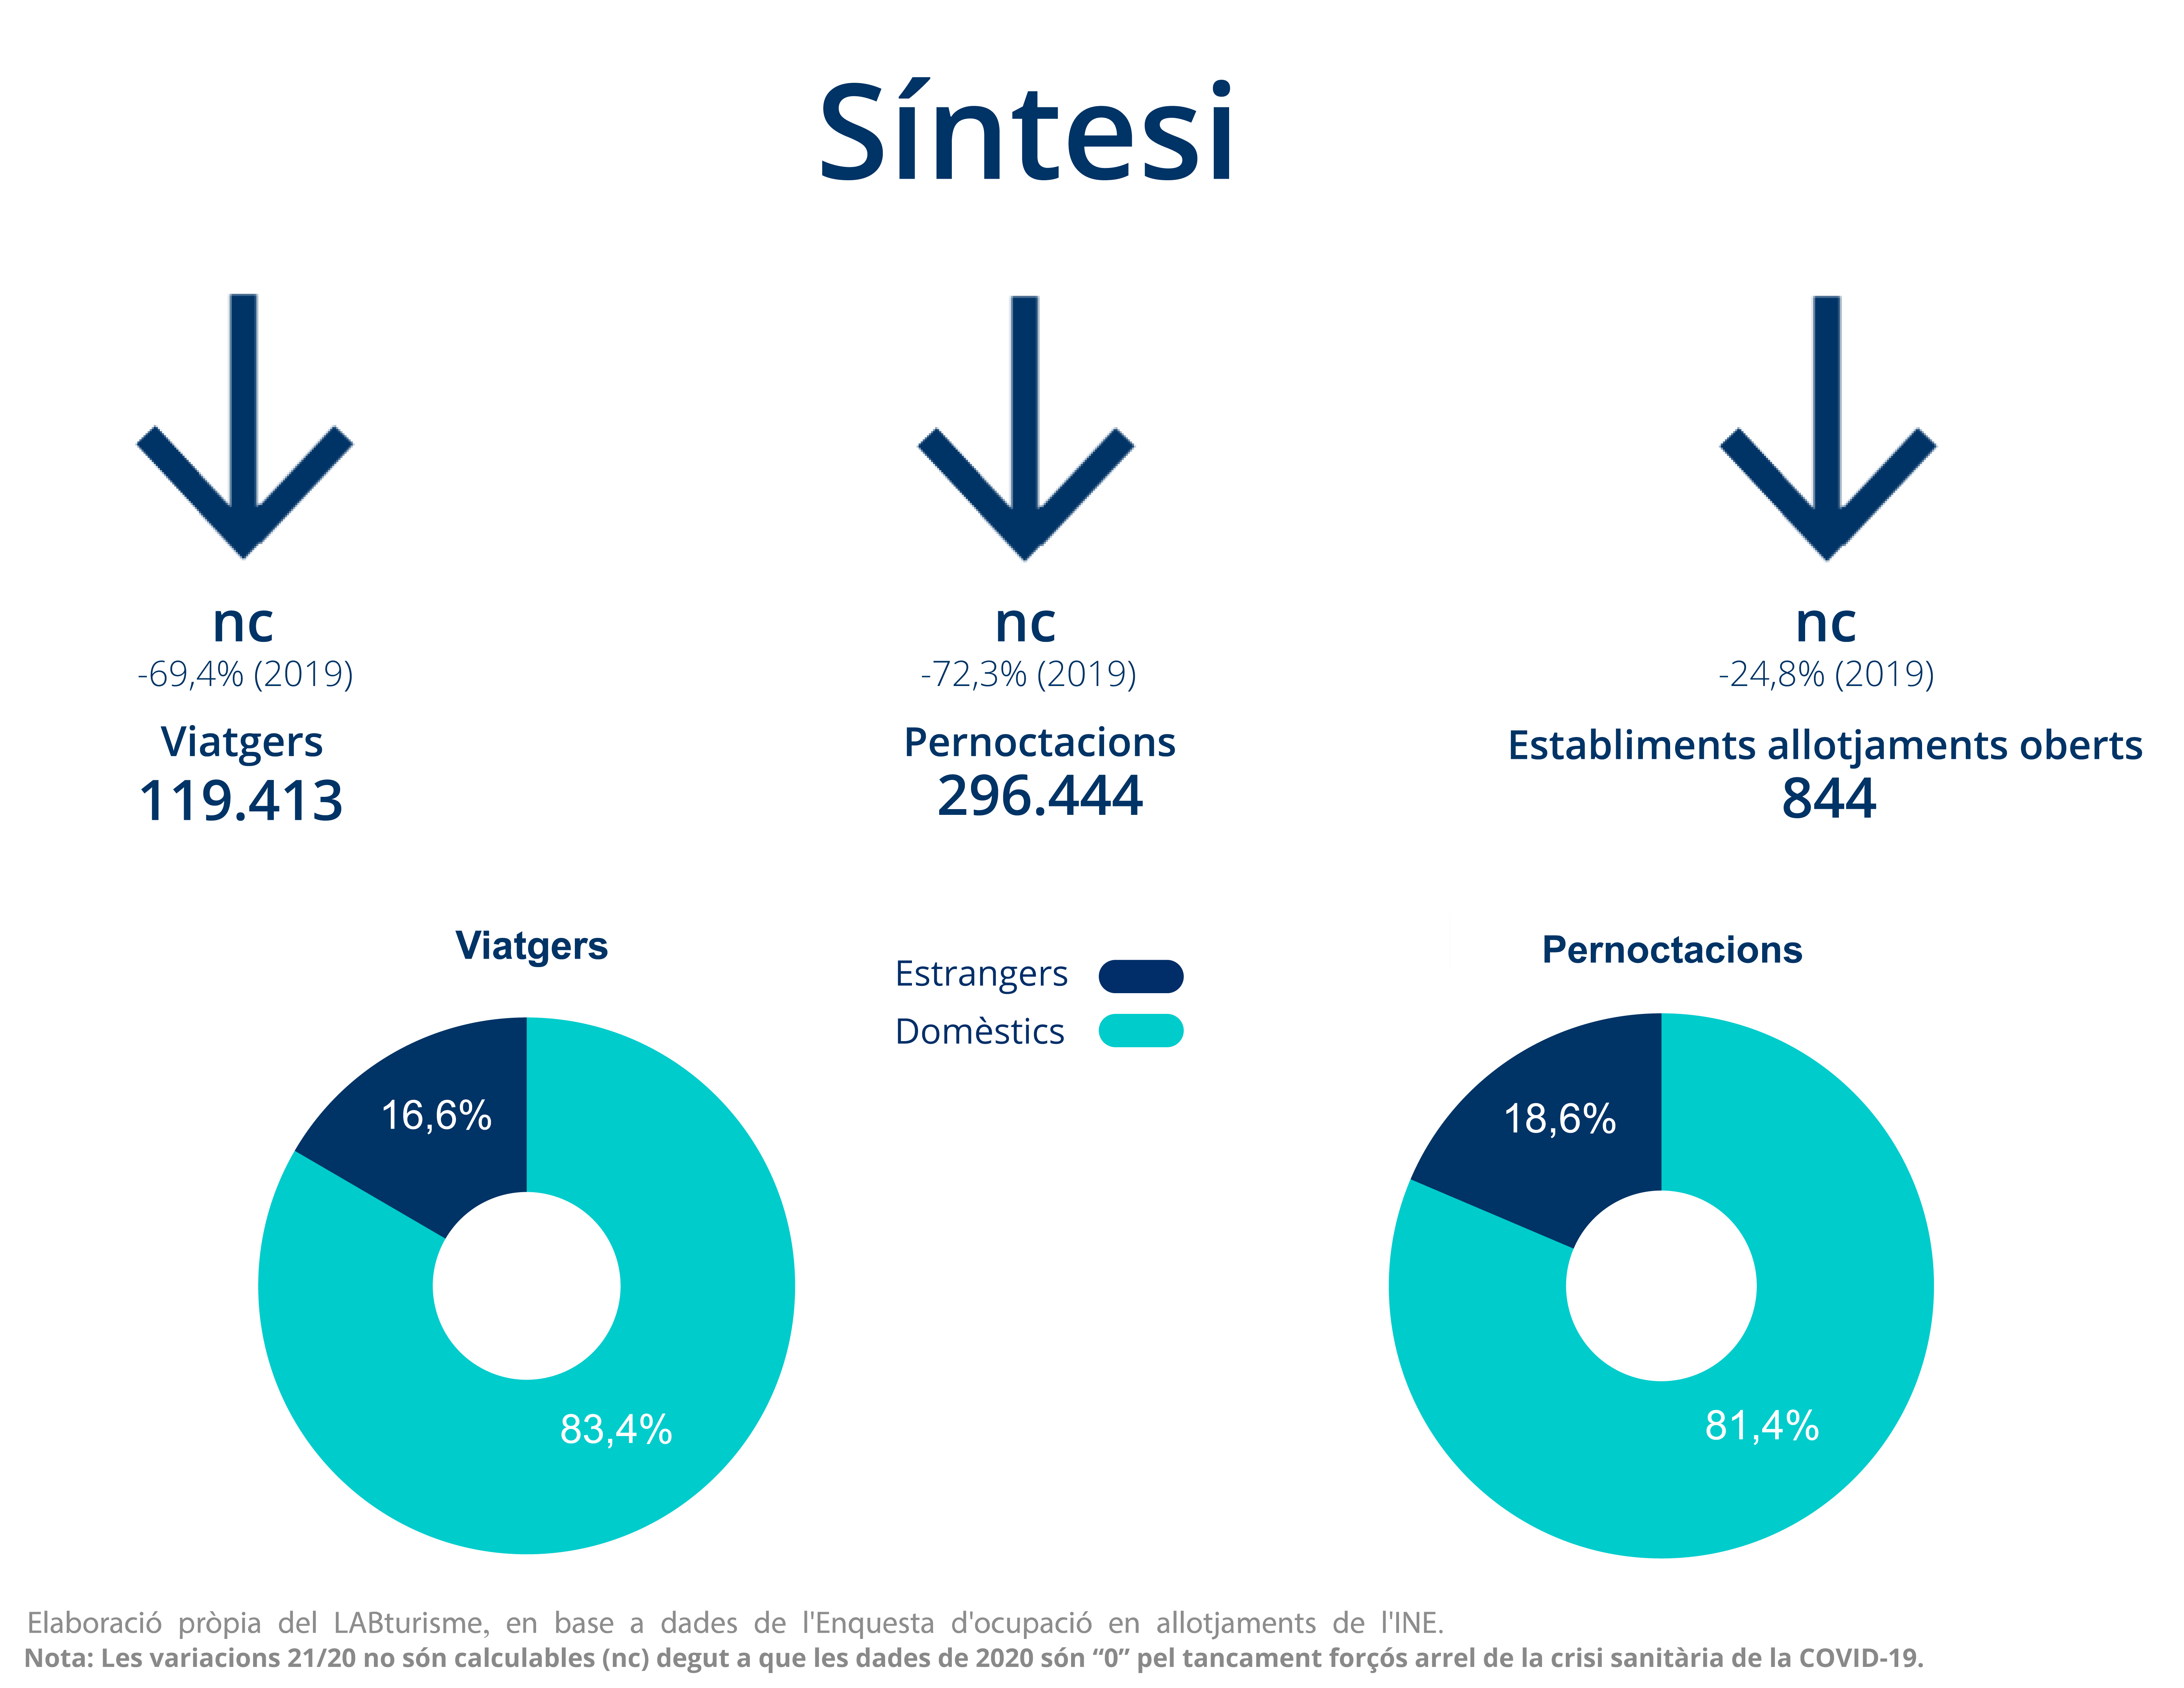 Síntesi
nc
-69,4% (2019)
Viatgers
119.413
nc
-72,3% (2019)
Pernoctacions
296.444
nc
-24,8% (2019)
Establiments allotjaments oberts
844
Viatgers
16,6%
83,4%
Estrangers
Domèstics
Pernoctacions
18,6%
81,4%
Elaboració pròpia del LABturisme, en base a dades de l'Enquesta d'ocupació en allotjaments de l'INE.
Nota: Les variacions 21/20 no són calculables (nc) degut a que les dades de 2020 són “0” pel tancament forçós arrel de la crisi sanitària de la COVID-19.